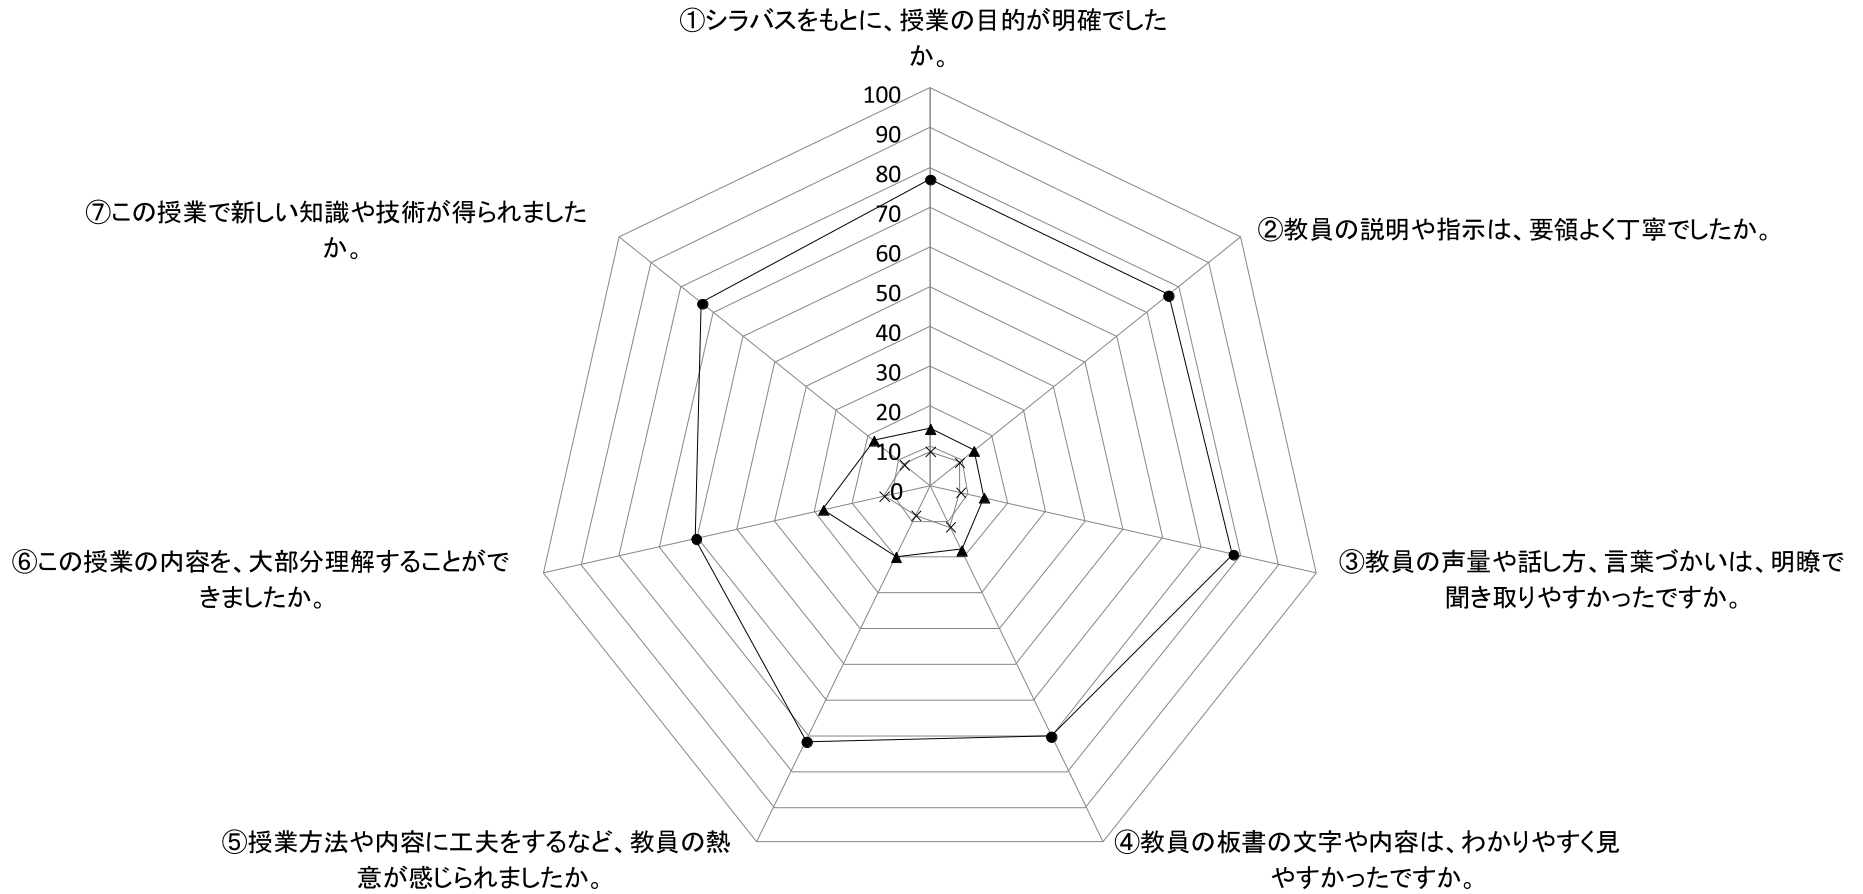 ①シラバスをもとに、授業の目的が明確でした
か。
100
90
80
70
60
50
40
30
20
10
0
②教員の説明や指示は、要領よく丁寧でしたか。
③教員の声量や話し方、言葉づかいは、明瞭で
聞き取りやすかったですか。
④教員の板書の文字や内容は、わかりやすく見
やすかったですか。
⑤授業方法や内容に工夫をするなど、教員の熱
意が感じられましたか。
⑥この授業の内容を、大部分理解することがで
きましたか。
⑦この授業で新しい知識や技術が得られました
か。